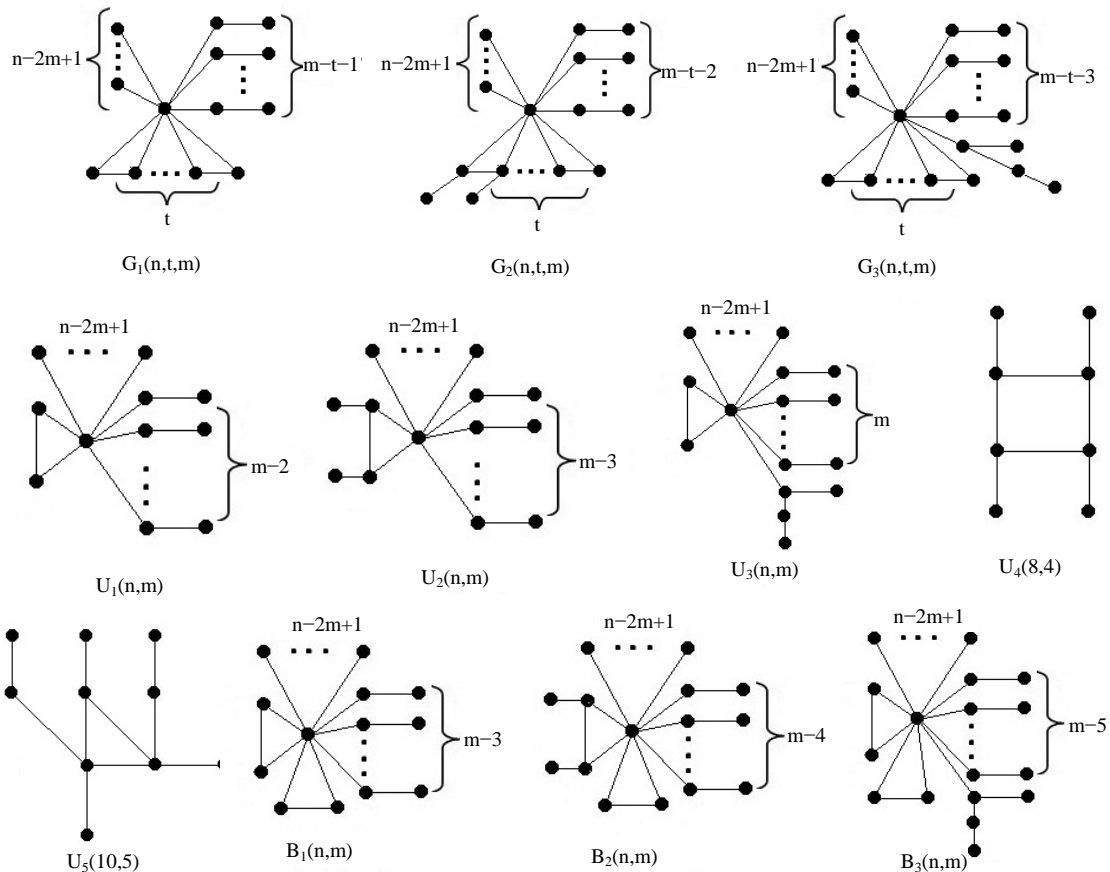 n−2m+1
m−t−1
n−2m+1
m−t−2
n−2m+1
m−t−3
t
t
t
G₁(n,t,m)
G₂(n,t,m)
G₃(n,t,m)
n−2m+1
n−2m+1
n−2m+1
m−2
m−3
m
U₁(n,m)
U₂(n,m)
U₃(n,m)
U₄(8,4)
n−2m+1
n−2m+1
n−2m+1
m−3
m−4
m−5
U₅(10,5)
B₁(n,m)
B₂(n,m)
B₃(n,m)